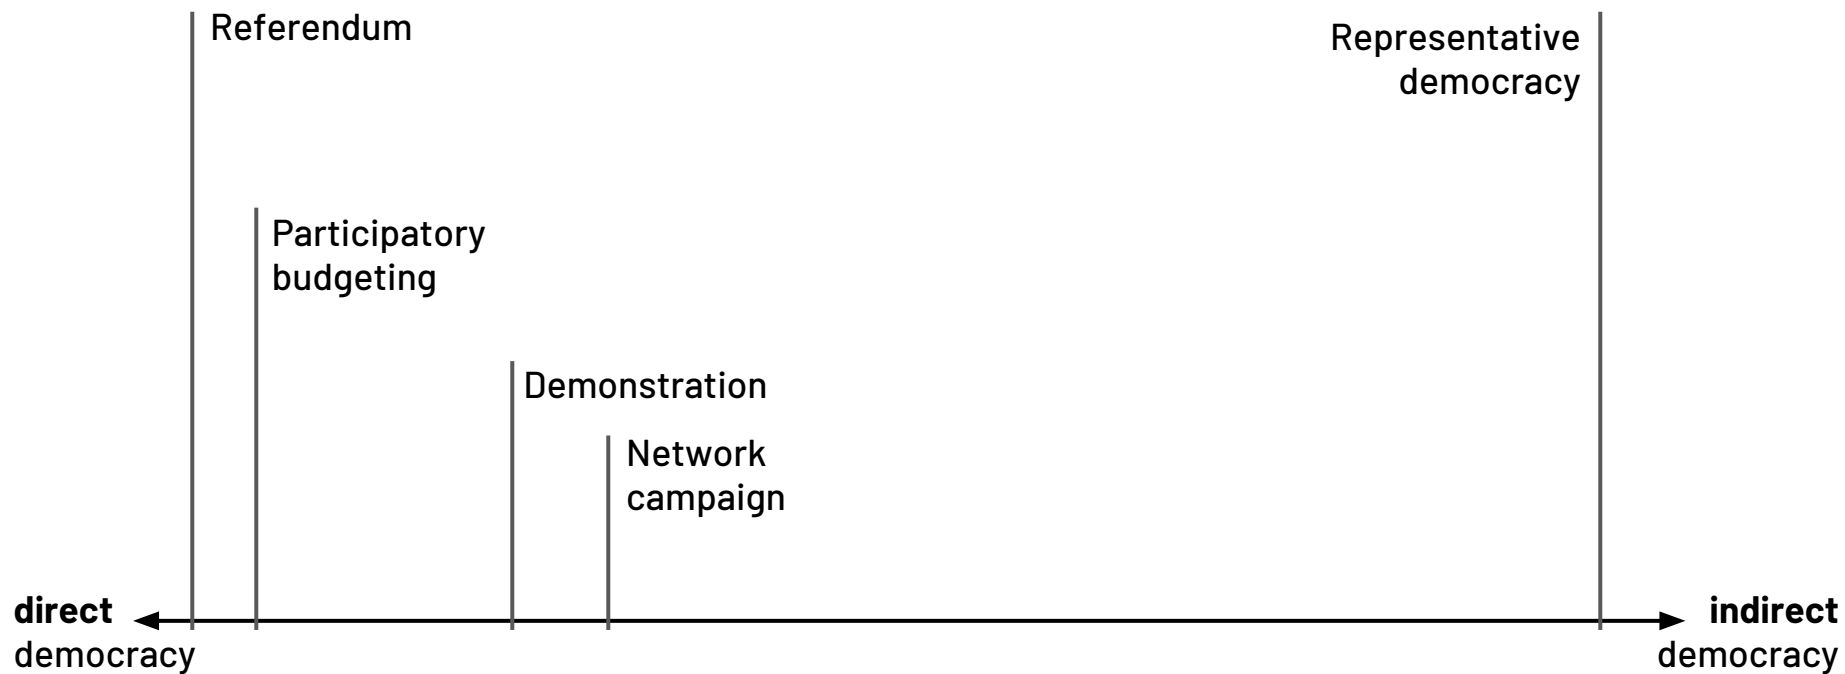 Referendum
Representative
democracy
Participatory
budgeting
Demonstration
Network
campaign
direct
democracy
indirect
democracy